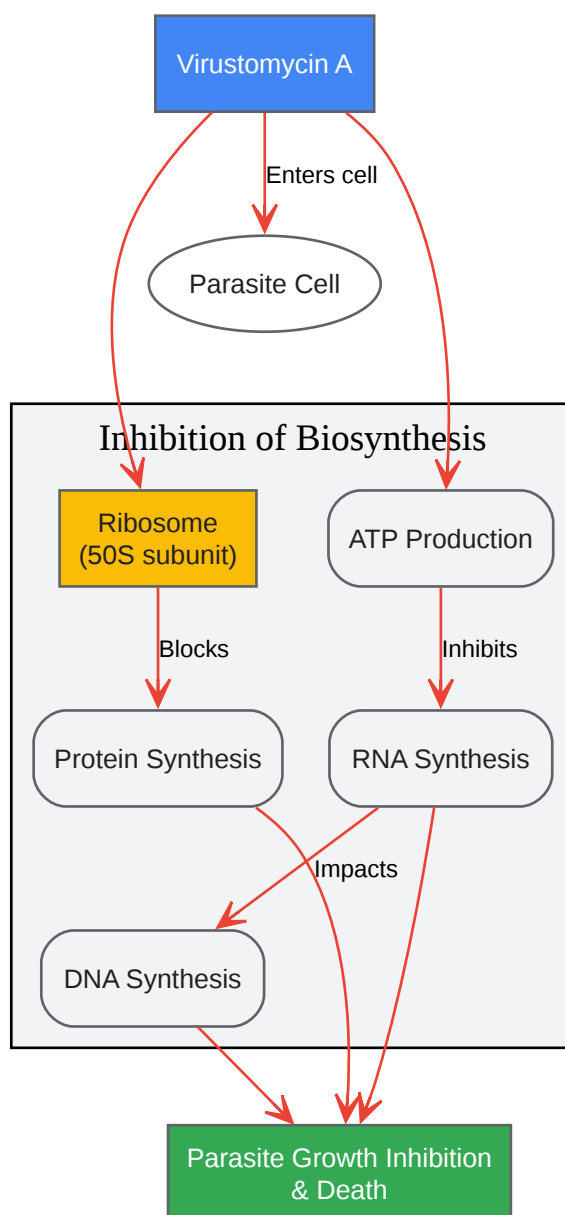 Virustomycin A
Enters cell
Parasite Cell
Inhibition of Biosynthesis
Ribosome
(50S subunit)
ATP Production
Blocks
Inhibits
Protein Synthesis
RNA Synthesis
Impacts
DNA Synthesis
Parasite Growth Inhibition
& Death